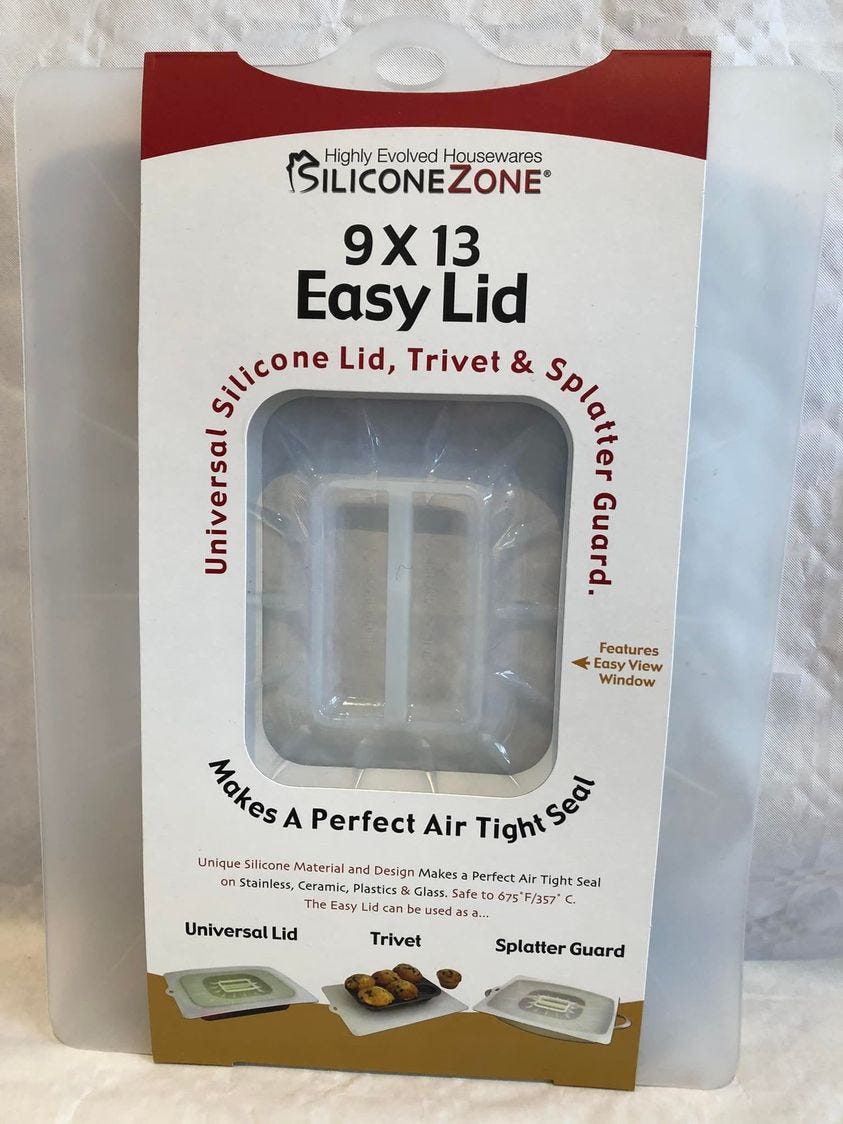 Highly Evolved Housewares
SILICONEZONE®
9 X 13
Easy Lid
Universal Silicone Lid, Trivet & Splatter Guard.
Features
Easy View
Window
Makes A Perfect Air Tight Seal
Unique Silicone Material and Design Makes a Perfect Air Tight Seal
on Stainless, Ceramic, Plastics & Glass. Safe to 675°F/357° C.
The Easy Lid can be used as a...
Universal Lid
Trivet
Splatter Guard